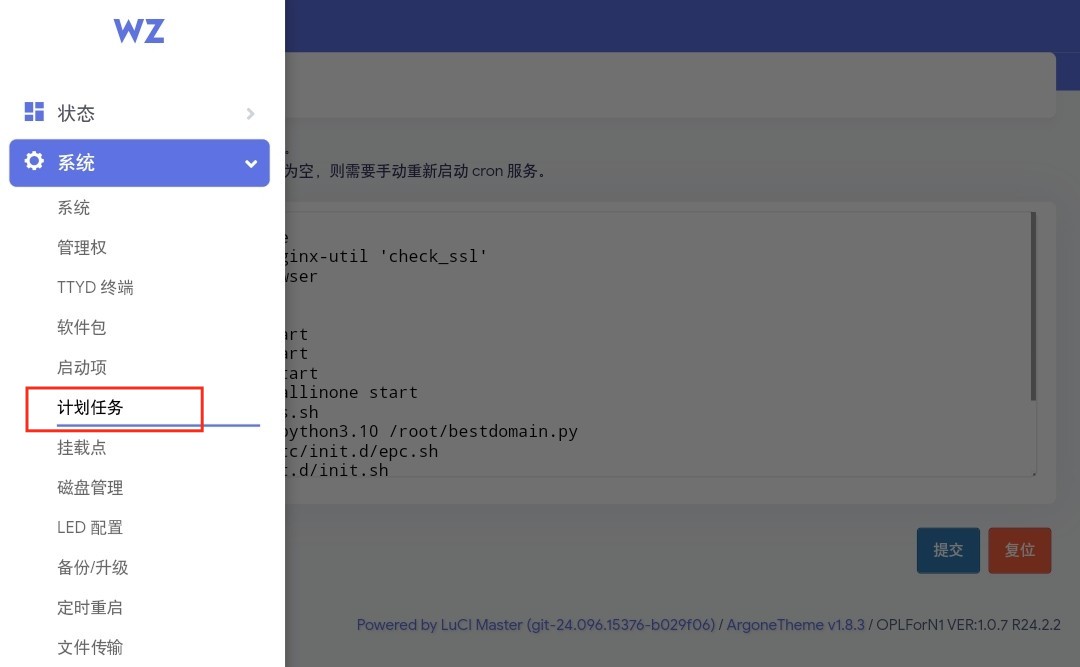 WZ
状态
系统
系统
管理权
TTYD 终端
软件包
启动项
计划任务
挂载点
磁盘管理
LED 配置
备份/升级
定时重启
文件传输
。
为空，则需要手动重新启动 cron 服务。
e
ginx-util 'check_ssl'
wser
art
art
tart
allinone start
s.sh
python3.10 /root/bestdomain.py
tc/init.d/epc.sh
t.d/init.sh
提交 复位
Powered by LuCI Master (git-24.096.15376-b029f06) / ArgoneTheme v1.8.3 / OPLForN1 VER:1.0.7 R24.2.2